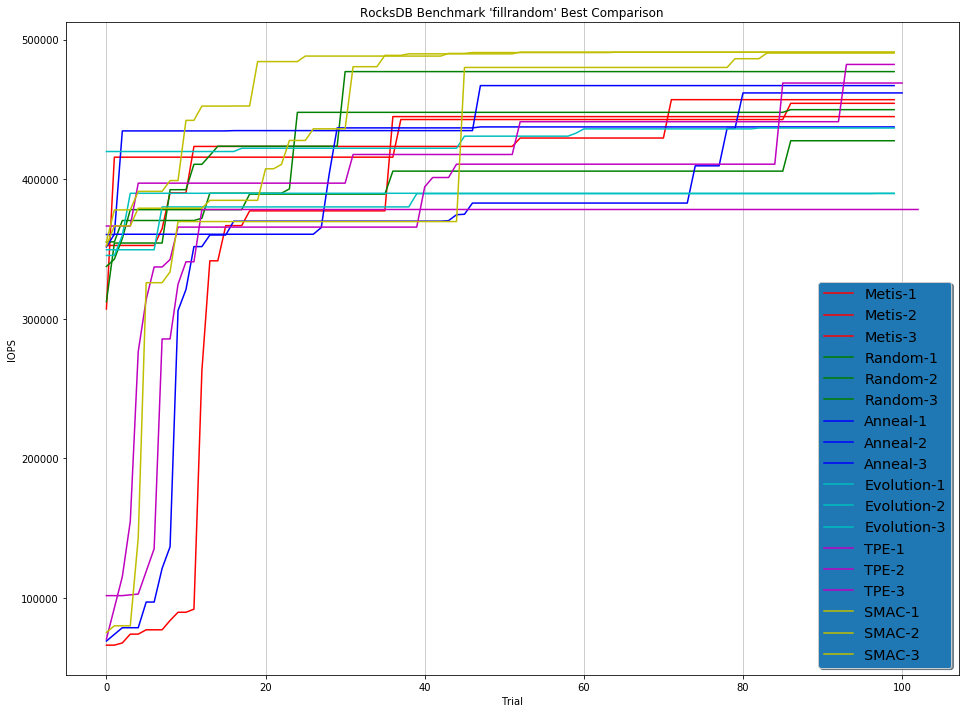 RocksDB Benchmark 'fillrandom' Best Comparison
500000
400000
300000
200000
100000
IOPS
0
20
40
60
80
100
Trial
Metis-1
Metis-2
Metis-3
Random-1
Random-2
Random-3
Anneal-1
Anneal-2
Anneal-3
Evolution-1
Evolution-2
Evolution-3
TPE-1
TPE-2
TPE-3
SMAC-1
SMAC-2
SMAC-3